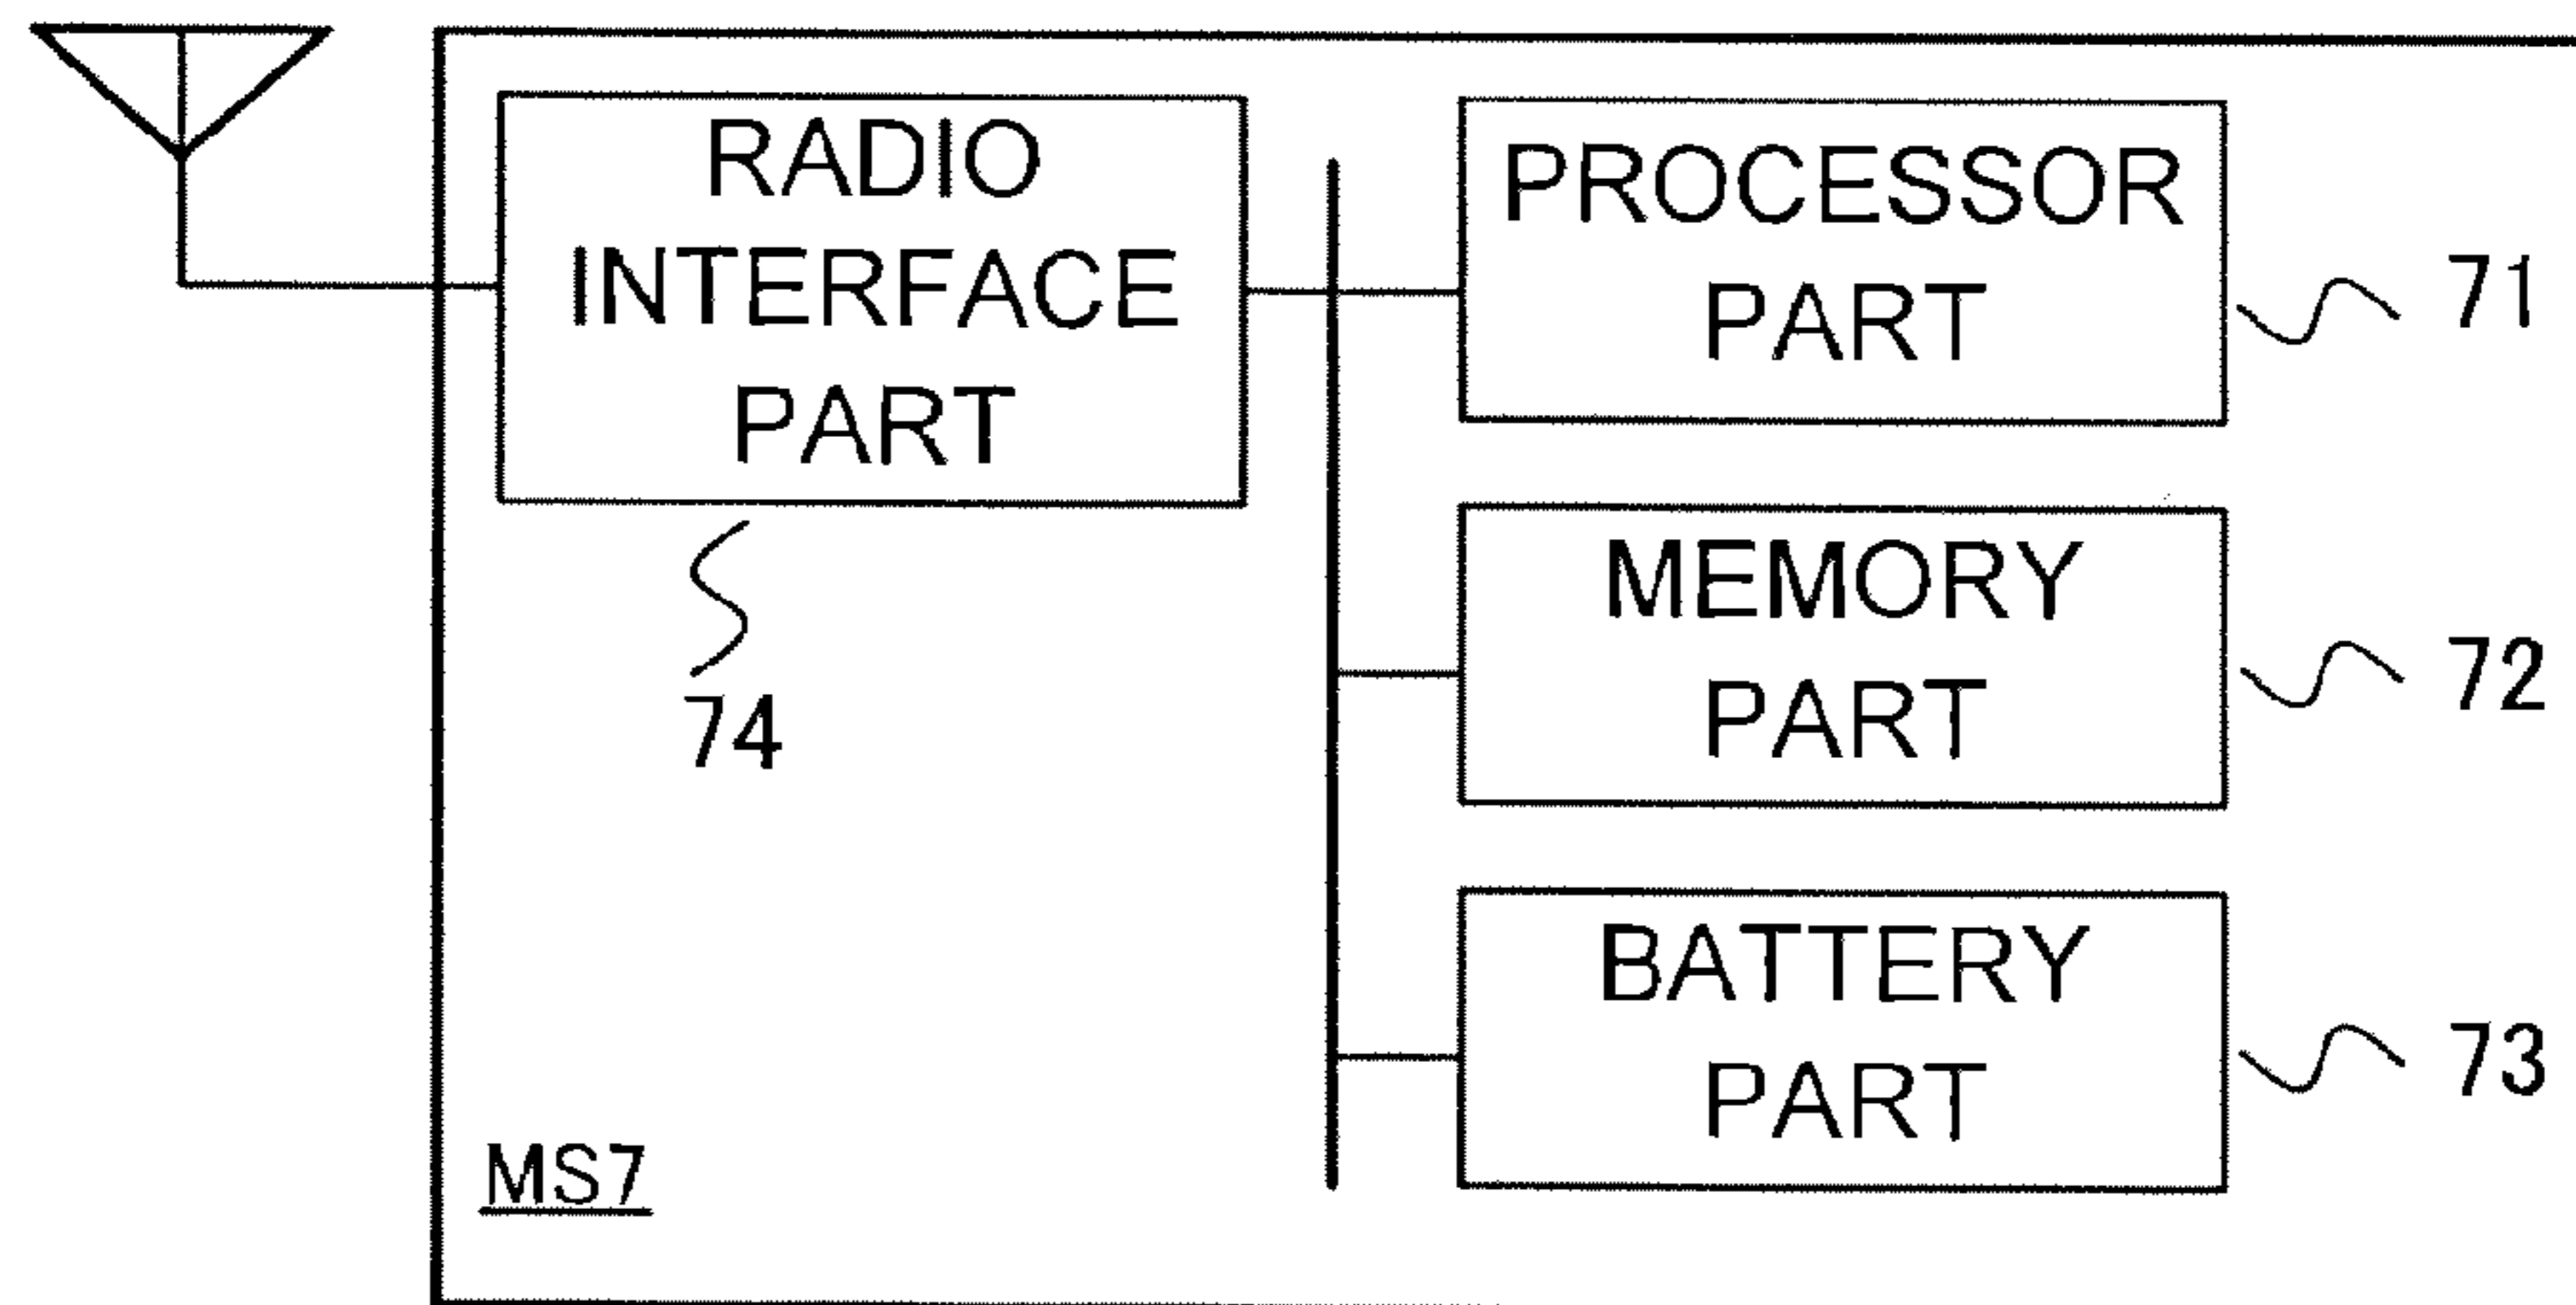 RADIO
INTERFACE
PART
74
PROCESSOR
PART
71
MEMORY
PART
72
BATTERY
PART
73
MS7